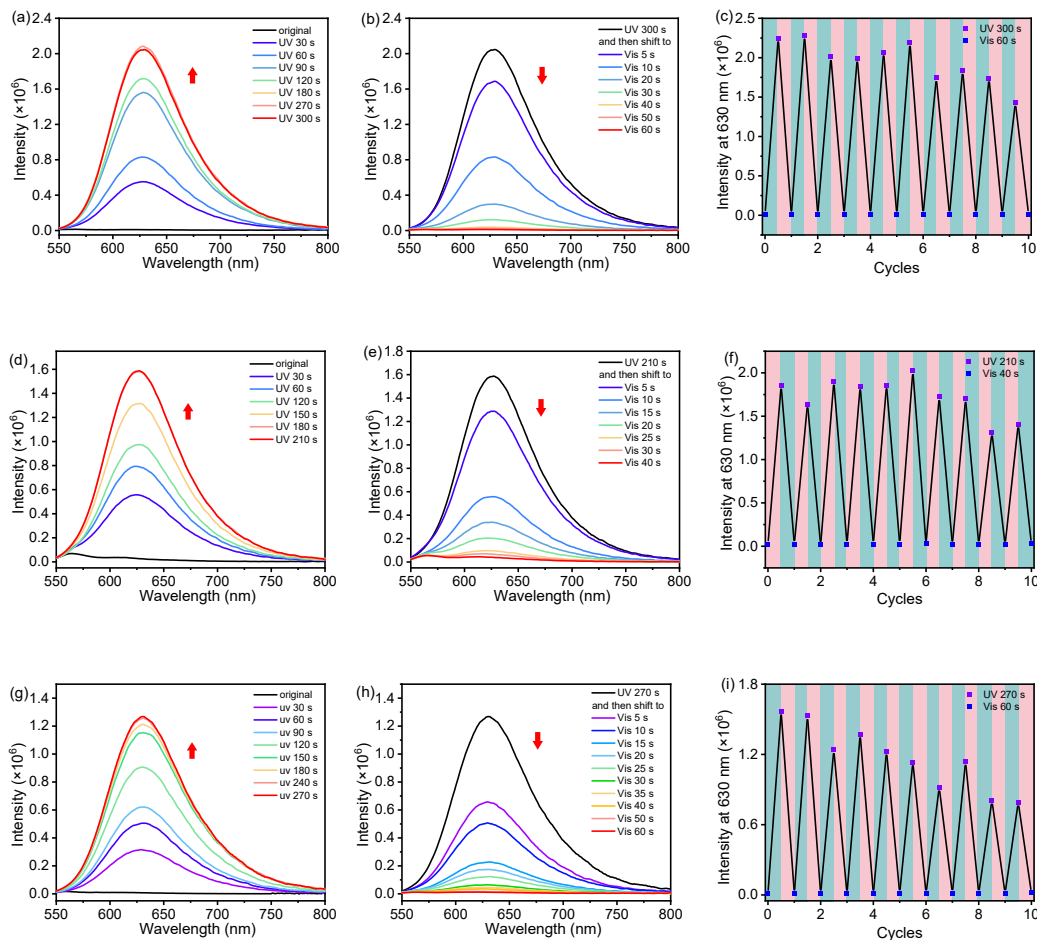 (a)
2.4
2.0
1.6
1.2
0.8
0.4
0.0
Intensity (×10⁶)
550 600 650 700 750 800
Wavelength (nm)
original
UV 30 s
UV 60 s
UV 90 s
UV 120 s
UV 180 s
UV 270 s
UV 300 s
(b)
2.4
2.0
1.6
1.2
0.8
0.4
0.0
Intensity (×10⁶)
550 600 650 700 750 800
Wavelength (nm)
UV 300 s
and then shift to
Vis 5 s
Vis 10 s
Vis 20 s
Vis 30 s
Vis 40 s
Vis 50 s
Vis 60 s
(c)
2.5
2.0
1.5
1.0
0.5
0.0
Intenity at 630 nm (×10⁶)
0 2 4 6 8 10
Cycles
UV 300 s
Vis 60 s
(d)
1.6
1.4
1.2
1.0
0.8
0.6
0.4
0.2
0.0
Intensity (×10⁶)
550 600 650 700 750 800
Wavelength (nm)
original
UV 30 s
UV 60 s
UV 120 s
UV 150 s
UV 180 s
UV 210 s
(e)
1.8
1.6
1.4
1.2
1.0
0.8
0.6
0.4
0.2
0.0
Intensity (×10⁶)
550 600 650 700 750 800
Wavelength (nm)
UV 210 s
and then shift to
Vis 5 s
Vis 10 s
Vis 15 s
Vis 20 s
Vis 25 s
Vis 30 s
Vis 40 s
(f)
2.0
1.5
1.0
0.5
0.0
Intensity at 630 nm (×10⁶)
0 2 4 6 8 10
Cycles
UV 210 s
Vis 40 s
(g)
1.4
1.2
1.0
0.8
0.6
0.4
0.2
0.0
Intensity (×10⁶)
550 600 650 700 750 800
Wavelength (nm)
original
uv 30 s
uv 60 s
uv 90 s
uv 120 s
uv 150 s
uv 180 s
uv 240 s
uv 270 s
(h)
1.4
1.2
1.0
0.8
0.6
0.4
0.2
0.0
Intensity (×10⁶)
550 600 650 700 750 800
Wavelength (nm)
UV 270 s
and then shift to
Vis 5 s
Vis 10 s
Vis 15 s
Vis 20 s
Vis 25 s
Vis 30 s
Vis 35 s
Vis 40 s
Vis 50 s
Vis 60 s
(i)
1.8
1.2
0.6
0.0
Intensity at 630 nm (×10⁶)
0 2 4 6 8 10
Cycles
UV 270 s
Vis 60 s